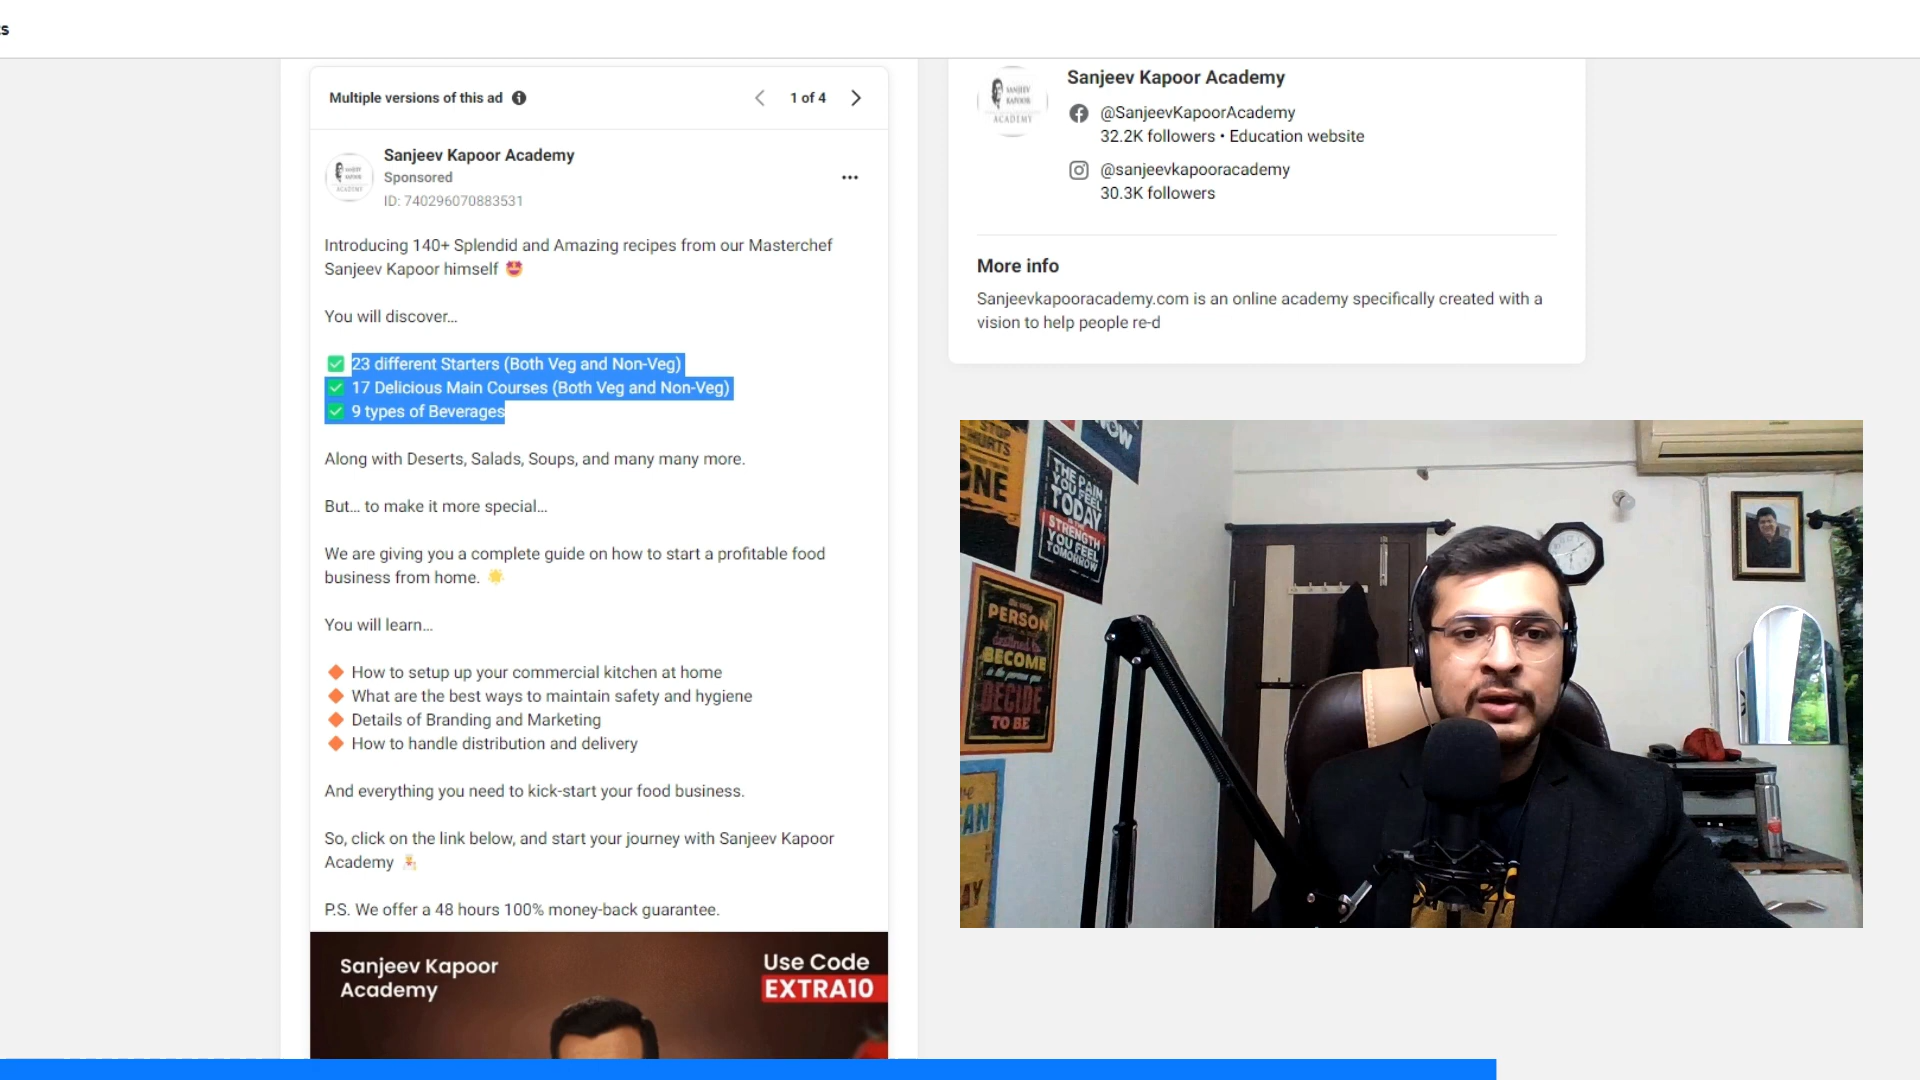 s
Multiple versions of this ad
1 of 4
Sanjeev Kapoor Academy
Sponsored
ID: 740296070883531
Introducing 140+ Splendid and Amazing recipes from our Masterchef
Sanjeev Kapoor himself 🤩
You will discover...
✅ 23 different Starters (Both Veg and Non-Veg)
✅ 17 Delicious Main Courses (Both Veg and Non-Veg)
✅ 9 types of Beverages
Along with Deserts, Salads, Soups, and many many more.
But... to make it more special...
We are giving you a complete guide on how to start a profitable food
business from home. 🌟
You will learn...
🔶 How to setup up your commercial kitchen at home
🔶 What are the best ways to maintain safety and hygiene
🔶 Details of Branding and Marketing
🔶 How to handle distribution and delivery
And everything you need to kick-start your food business.
So, click on the link below, and start your journey with Sanjeev Kapoor
Academy
P.S. We offer a 48 hours 100% money-back guarantee.
Sanjeev Kapoor
Academy
Use Code
EXTRA10
SANJEEV
KAPOOR
ACADEMY
Sanjeev Kapoor Academy
@SanjeevKapoorAcademy
32.2K followers • Education website
@sanjeevkapooracademy
30.3K followers
More info
Sanjeevkapooracademy.com is an online academy specifically created with a
vision to help people re-d
STOP
HURTS
ONE
NOW
THE PAIN
YOU FEEL
TODAY
STRENGTH
YOU FEEL
TOMORROW
PERSON
BECOME
DECIDE
TO BE
AN
AY